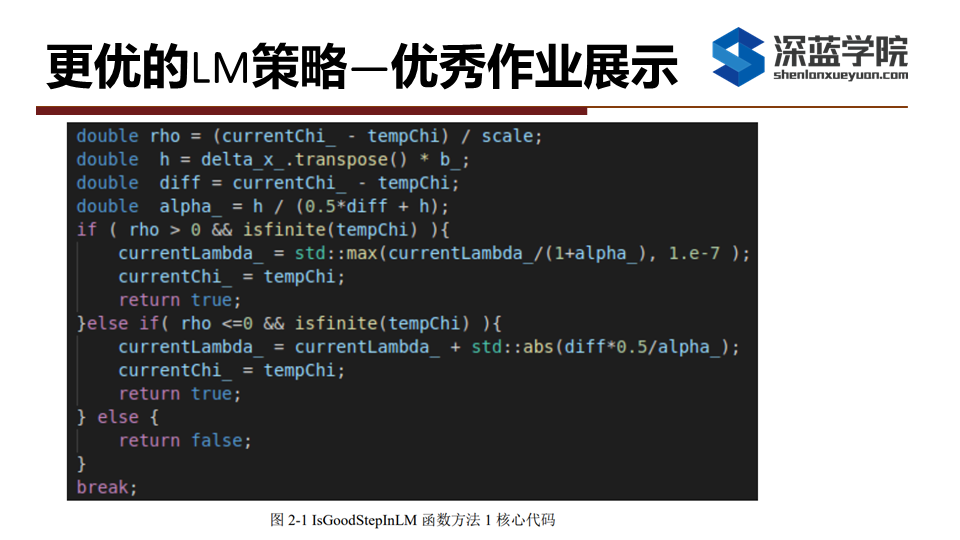 更优的LM策略—优秀作业展示
深蓝学院
shenlanxueyuan.com
double rho = (currentChi_ - tempChi) / scale;
double  h = delta_x_.transpose() * b_;
double  diff = currentChi_ - tempChi;
double  alpha_ = h / (0.5*diff + h);
if ( rho > 0 && isfinite(tempChi) ){
    currentLambda_ = std::max(currentLambda_/(1+alpha_), 1.e-7 );
    currentChi_ = tempChi;
    return true;
}else if( rho <=0 && isfinite(tempChi) ){
    currentLambda_ = currentLambda_ + std::abs(diff*0.5/alpha_);
    currentChi_ = tempChi;
    return true;
} else {
    return false;
}
break;
图 2-1 IsGoodStepInLM 函数方法 1 核心代码